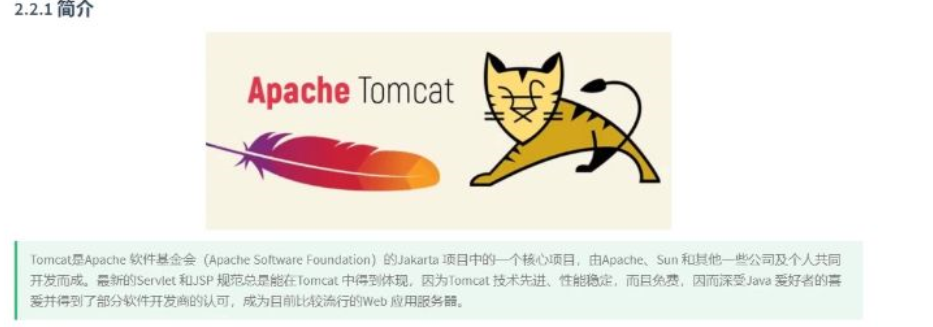 2.2.1 简介
Apache Tomcat
Tomcat是Apache 软件基金会（Apache Software Foundation）的Jakarta 项目中的一个核心项目，由Apache、Sun 和其他一些公司及个人共同
开发而成。最新的Servlet 和JSP 规范总是能在Tomcat 中得到体现，因为Tomcat 技术先进、性能稳定，而且免费，因而深受Java 爱好者的喜
爱并得到了部分软件开发商的认可，成为目前比较流行的Web 应用服务器。